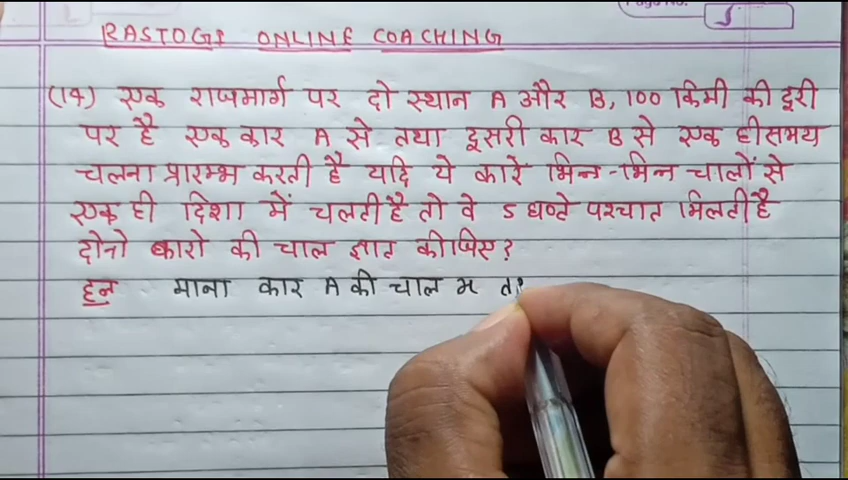 RASTOGI ONLINE COACHING
(14) एक राजमार्ग पर दो स्थान A और B, 100 किमी की दूरी
पर है एक कार A से तथा दूसरी कार B से एक ही समय
चलना प्रारम्भ करती है यदि ये कारें भिन्न-भिन्न चालों से
एक ही दिशा में चलती है तो वे 5 घण्टे पश्चात मिलती है
दोनो कारो की चाल ज्ञात कीजिए?
हल माना कार A की चाल x